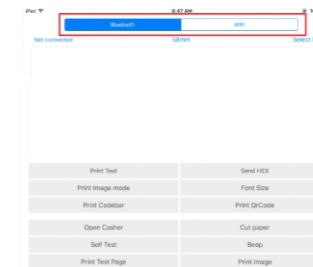 iPad 8:47 AM
Bluetooth WiFi
Not connected 58mm Select
Print Text Send HEX
Print Image mode Font Size
Print Codebar Print QrCode
Open Casher Cut paper
Self Test Beep
Print Test Page Print Image